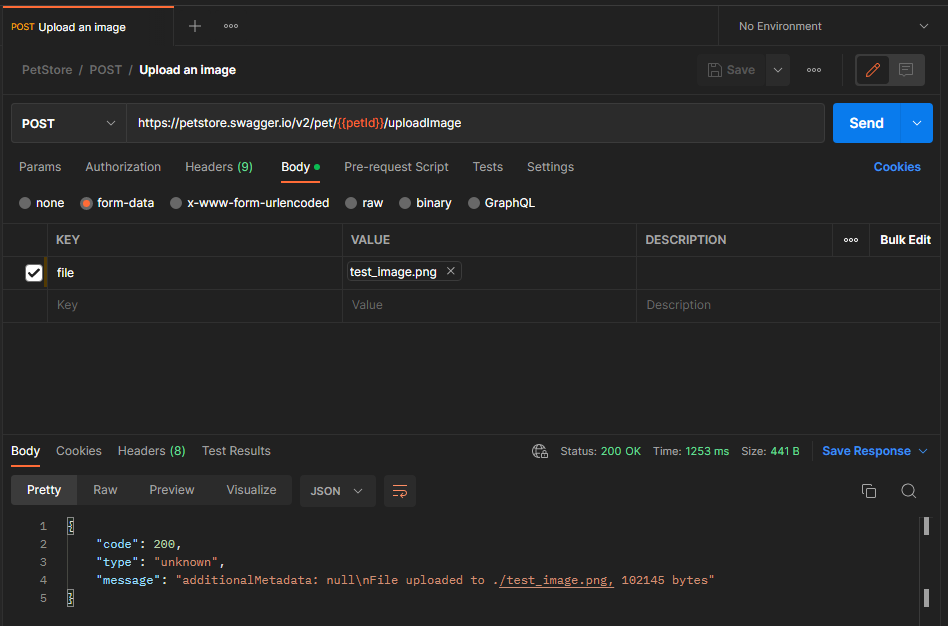 POST Upload an image
No Environment
PetStore / POST / Upload an image
Save
POST https://petstore.swagger.io/v2/pet/{{petId}}/uploadImage Send
Params Authorization Headers (9) Body Pre-request Script Tests Settings Cookies
none form-data x-www-form-urlencoded raw binary GraphQL
KEY VALUE DESCRIPTION Bulk Edit
file test_image.png
Key Value Description
Body Cookies Headers (8) Test Results Status: 200 OK Time: 1253 ms Size: 441 B Save Response
Pretty Raw Preview Visualize JSON
1 {
2 "code": 200,
3 "type": "unknown",
4 "message": "additionalMetadata: null\nFile uploaded to ./test_image.png, 102145 bytes"
5 }